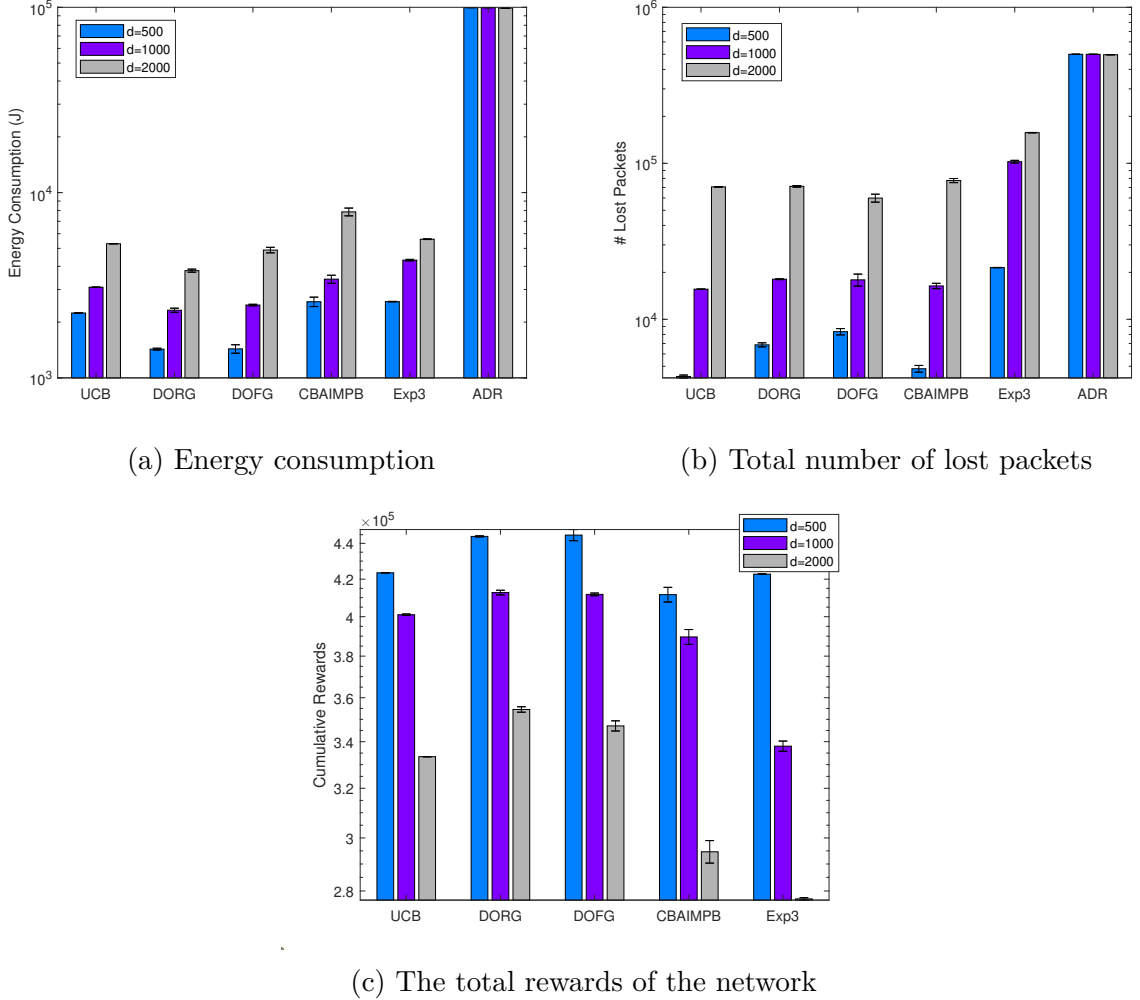 10^5
10^4
10^3
Energy Consumption (J)
d=500
d=1000
d=2000
UCB DORG DOFG CBAIMPB Exp3 ADR
(a) Energy consumption
10^6
10^5
10^4
# Lost Packets
d=500
d=1000
d=2000
UCB DORG DOFG CBAIMPB Exp3 ADR
(b) Total number of lost packets
×10^5
4.4
4.2
4
3.8
3.6
3.4
3.2
3
2.8
Cumulative Rewards
d=500
d=1000
d=2000
UCB DORG DOFG CBAIMPB Exp3
(c) The total rewards of the network